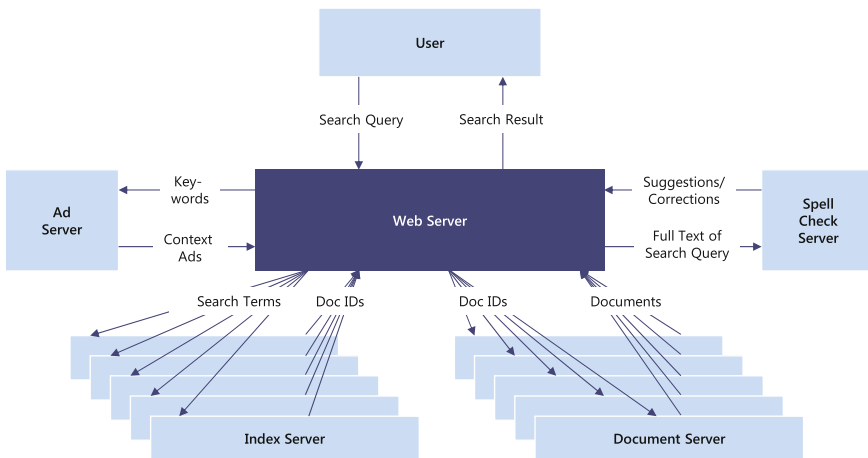 User
Search Query
Search Result
Key-
words
Suggestions/
Corrections
Ad
Server
Web Server
Spell
Check
Server
Context
Ads
Full Text of
Search Query
Search Terms
Doc IDs
Doc IDs
Documents
Index Server
Document Server